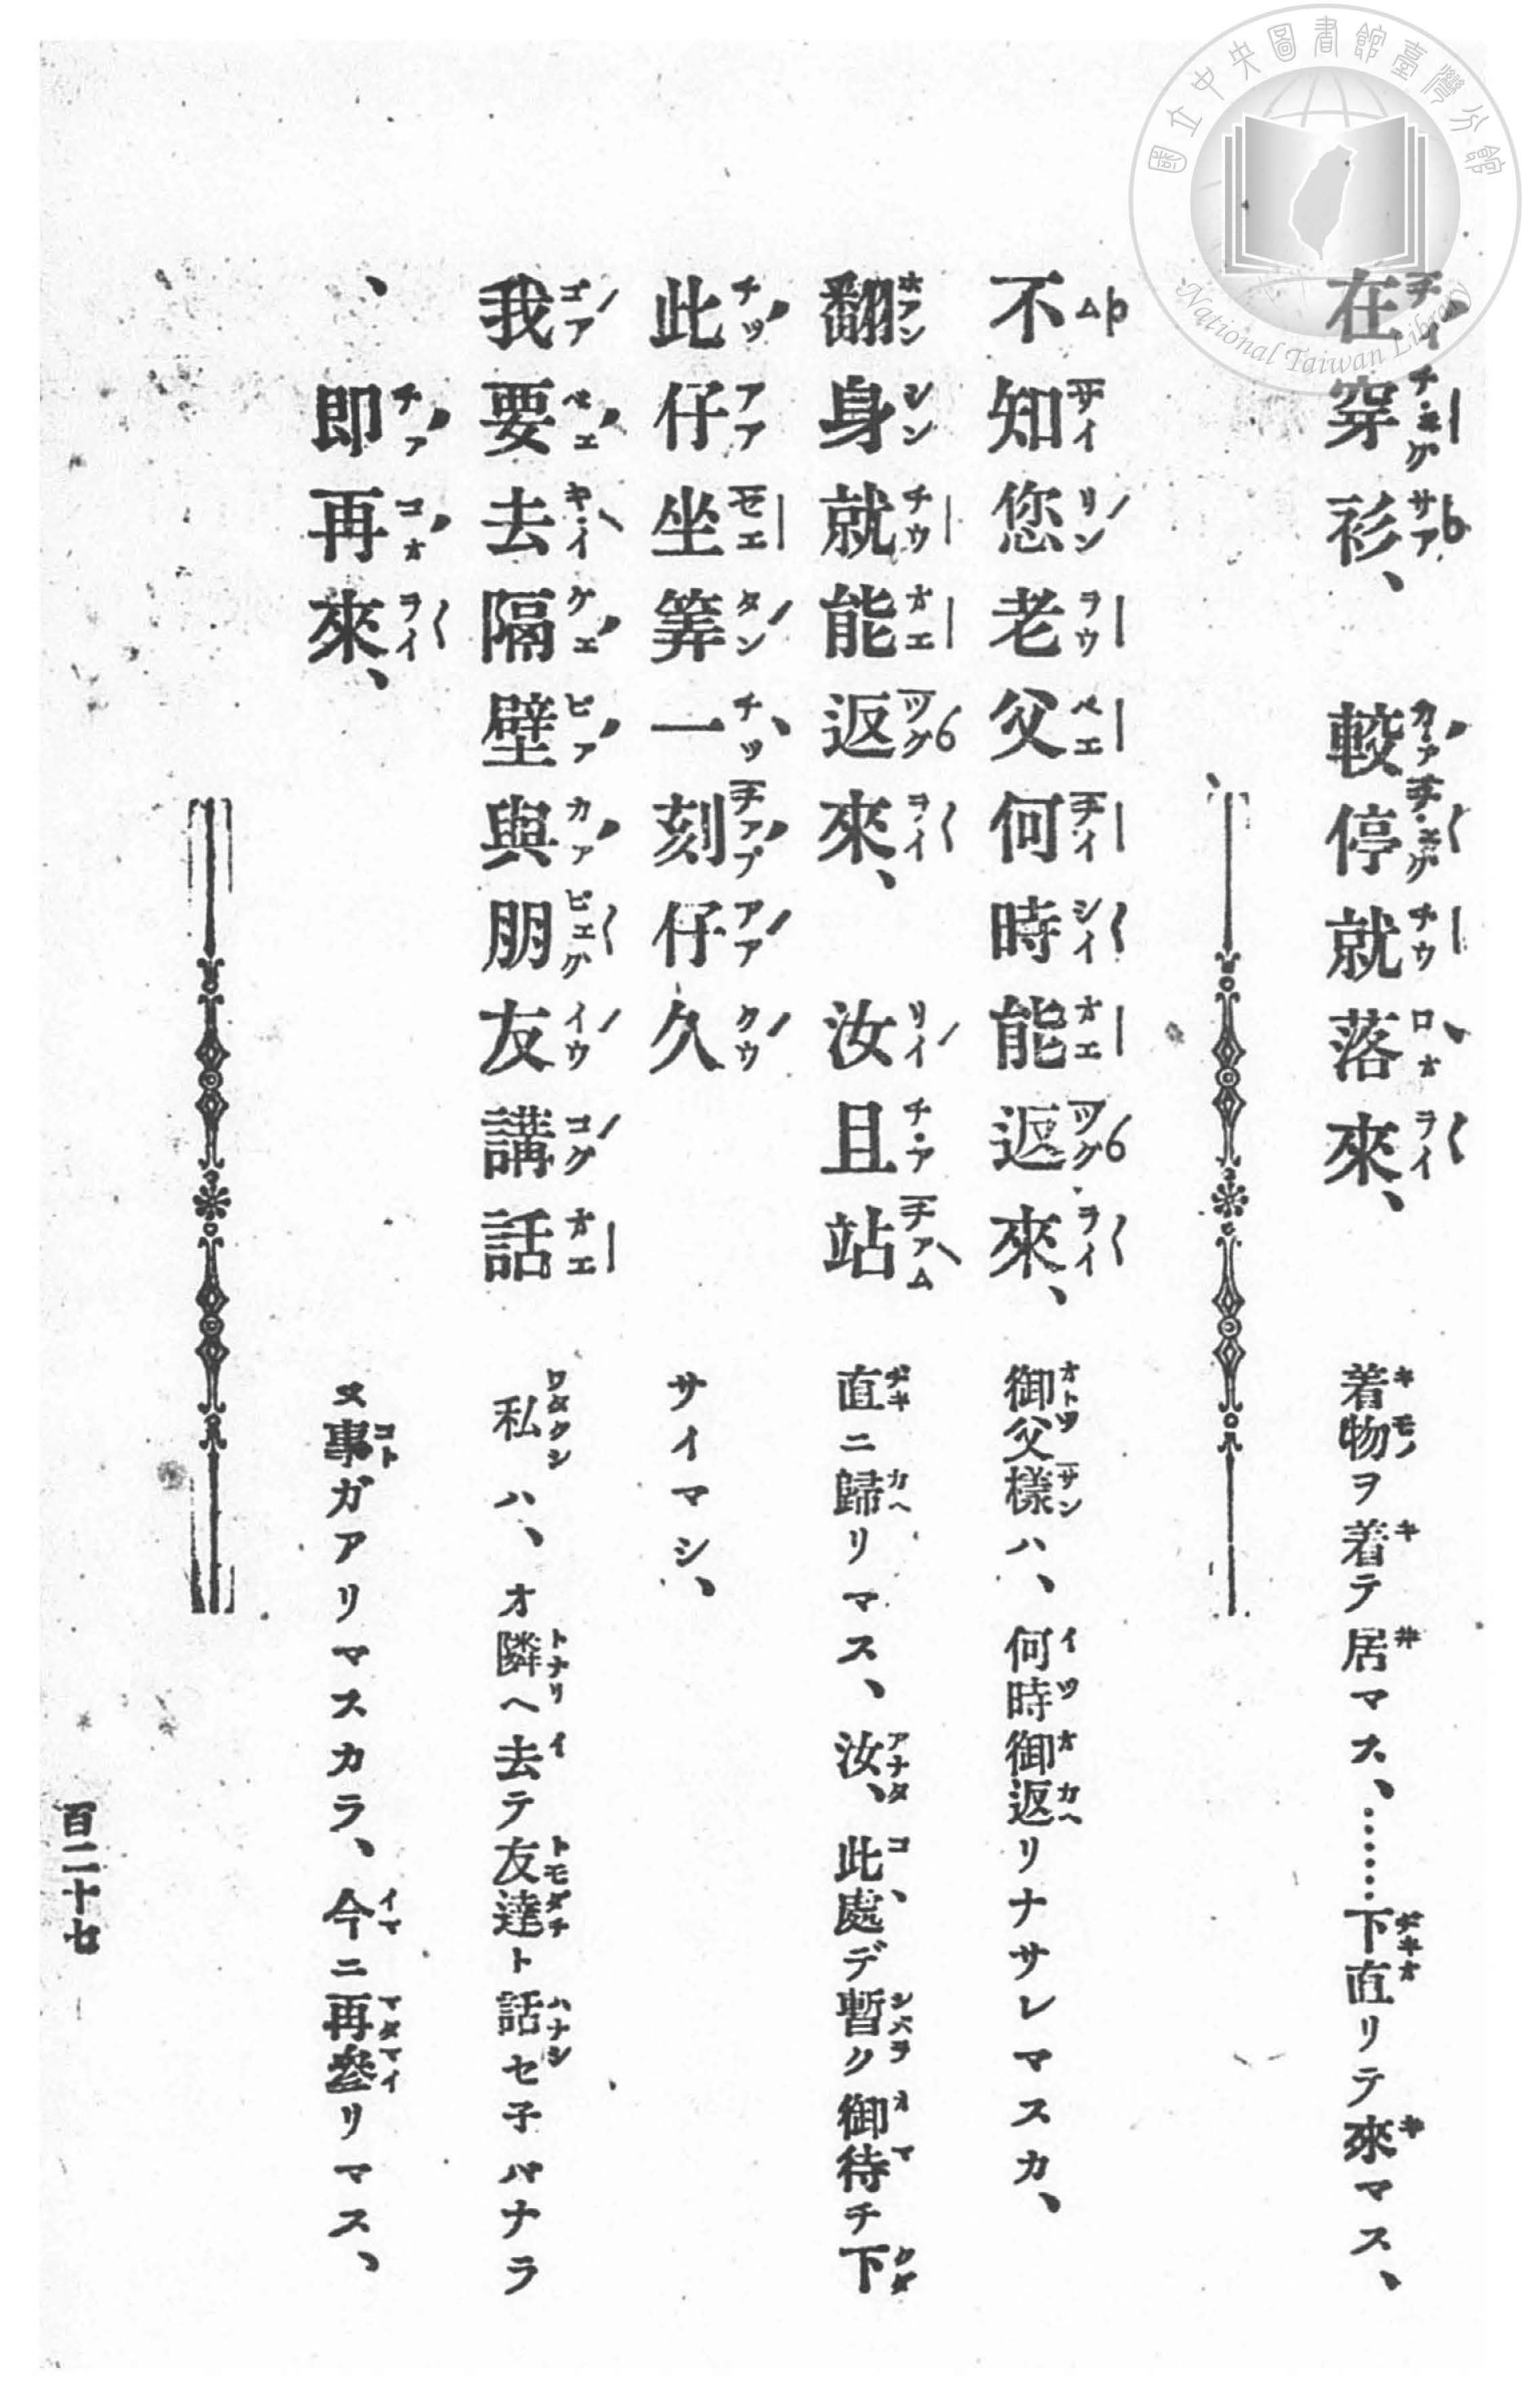 國立中央圖書館臺灣分館
National Taiwan Library
在穿衫、較停就落來、
着物ヲ着テ居マス、……下直リテ來マス、
不知您老父何時能返來、
御父樣ハ、何時御返リナサレマスカ、
翻身就能返來、汝且站
直ニ歸リマス、汝、此、處デ暫ク御待チ下
此仔坐筭一刻仔久
サイマシ、
我要去隔壁與朋友講話
私ハ、オ隣ヘ去テ友達ト話セ子バナラ
、即再來、
ヌ事ガアリマスカラ、今ニ再叄リマス、
百二十七